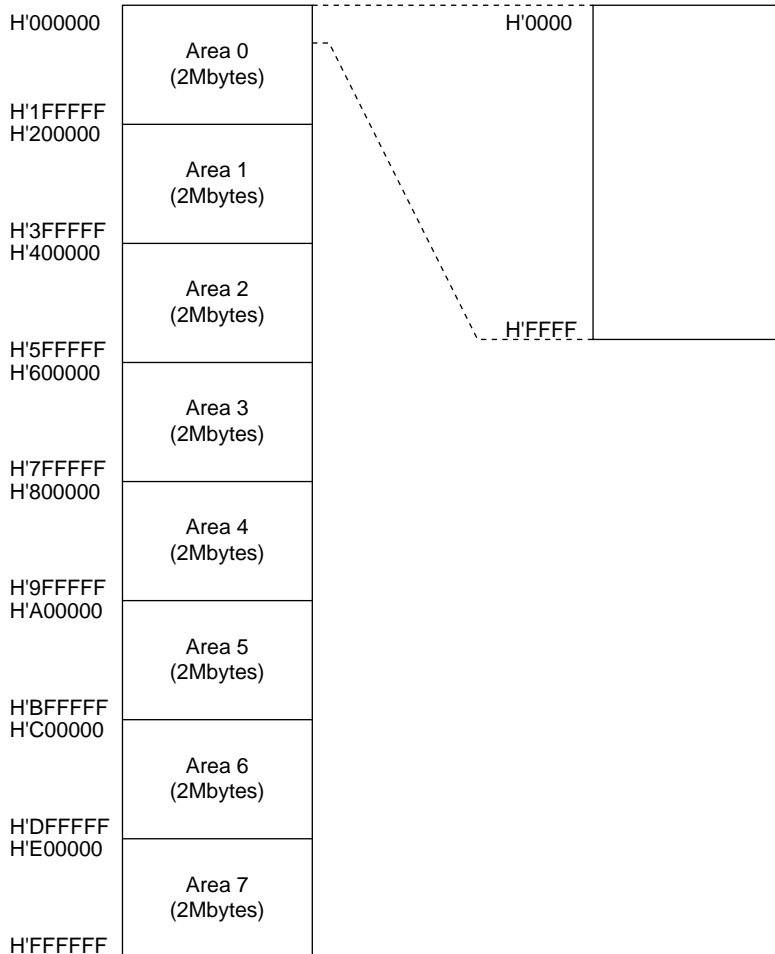 H'000000
Area 0
(2Mbytes)
H'1FFFFF
H'200000
Area 1
(2Mbytes)
H'3FFFFF
H'400000
Area 2
(2Mbytes)
H'5FFFFF
H'600000
Area 3
(2Mbytes)
H'7FFFFF
H'800000
Area 4
(2Mbytes)
H'9FFFFF
H'A00000
Area 5
(2Mbytes)
H'BFFFFF
H'C00000
Area 6
(2Mbytes)
H'DFFFFF
H'E00000
Area 7
(2Mbytes)
H'FFFFFF
H'0000
H'FFFF